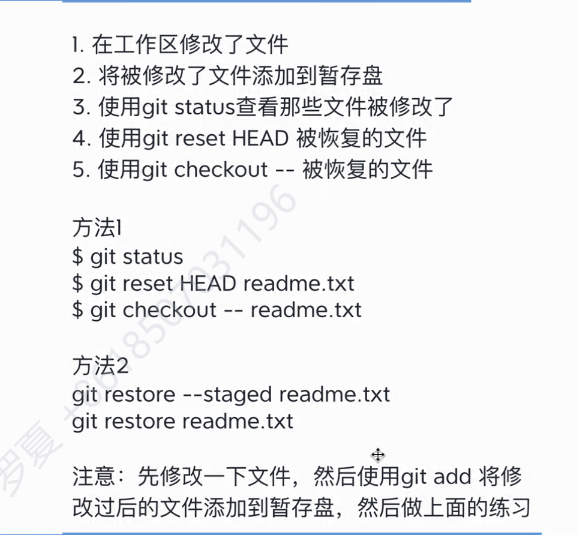 1. 在工作区修改了文件
2. 将被修改了文件添加到暂存盘
3. 使用git status查看那些文件被修改了
4. 使用git reset HEAD 被恢复的文件
5. 使用git checkout -- 被恢复的文件
方法1
$ git status
$ git reset HEAD readme.txt
$ git checkout -- readme.txt
方法2
git restore --staged readme.txt
git restore readme.txt
注意：先修改一下文件，然后使用git add 将修
改过后的文件添加到暂存盘，然后做上面的练习